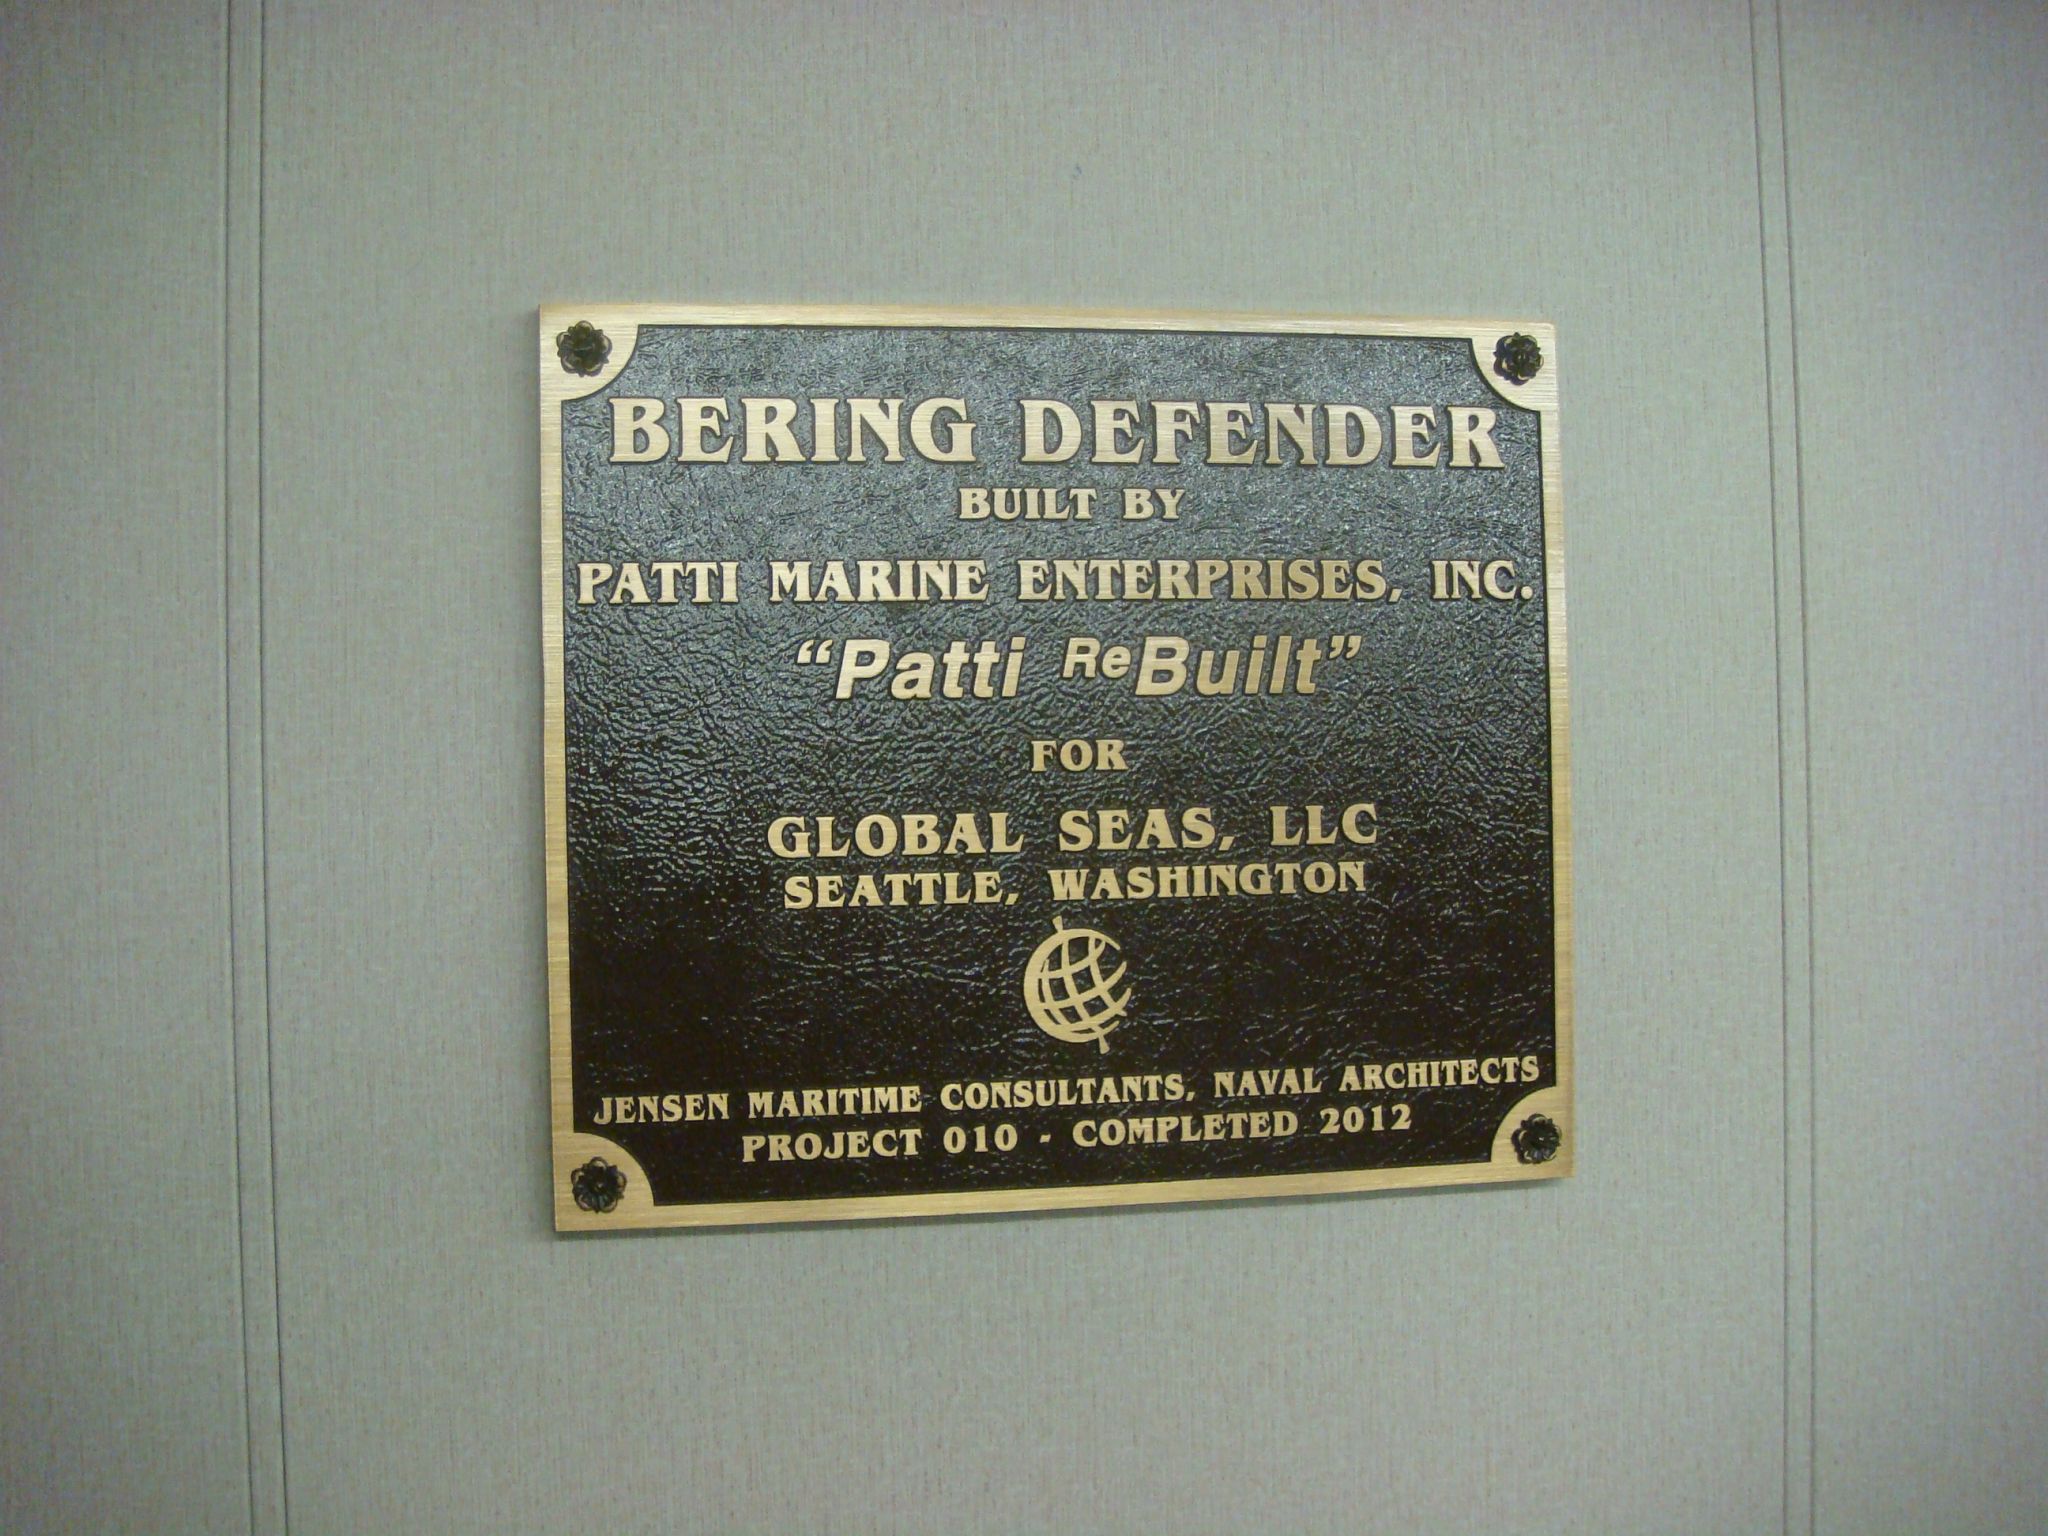 BERING DEFENDER
BUILT BY
PATTI MARINE ENTERPRISES, INC.
“Patti ReBuilt”
FOR
GLOBAL SEAS, LLC
SEATTLE, WASHINGTON
JENSEN MARITIME CONSULTANTS, NAVAL ARCHITECTS
PROJECT 010 - COMPLETED 2012